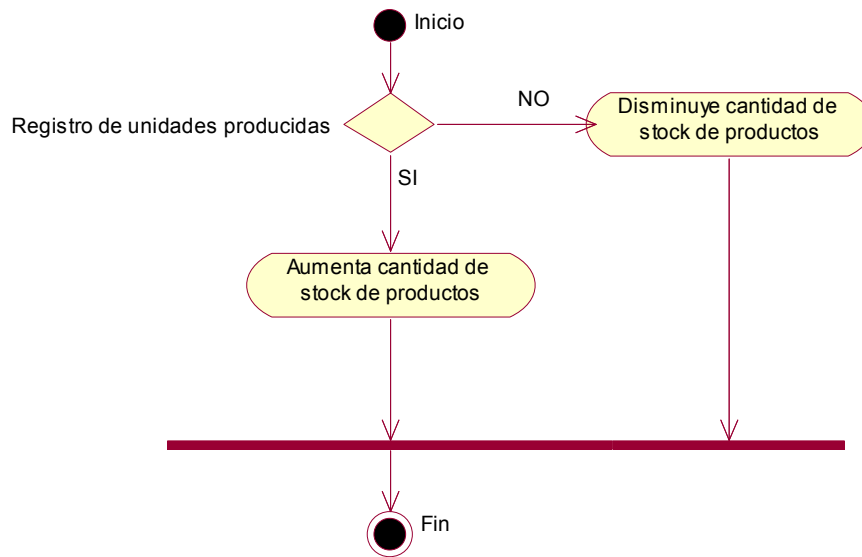 Inicio
NO
Disminuye cantidad de
stock de productos
Registro de unidades producidas
SI
Aumenta cantidad de
stock de productos
Fin